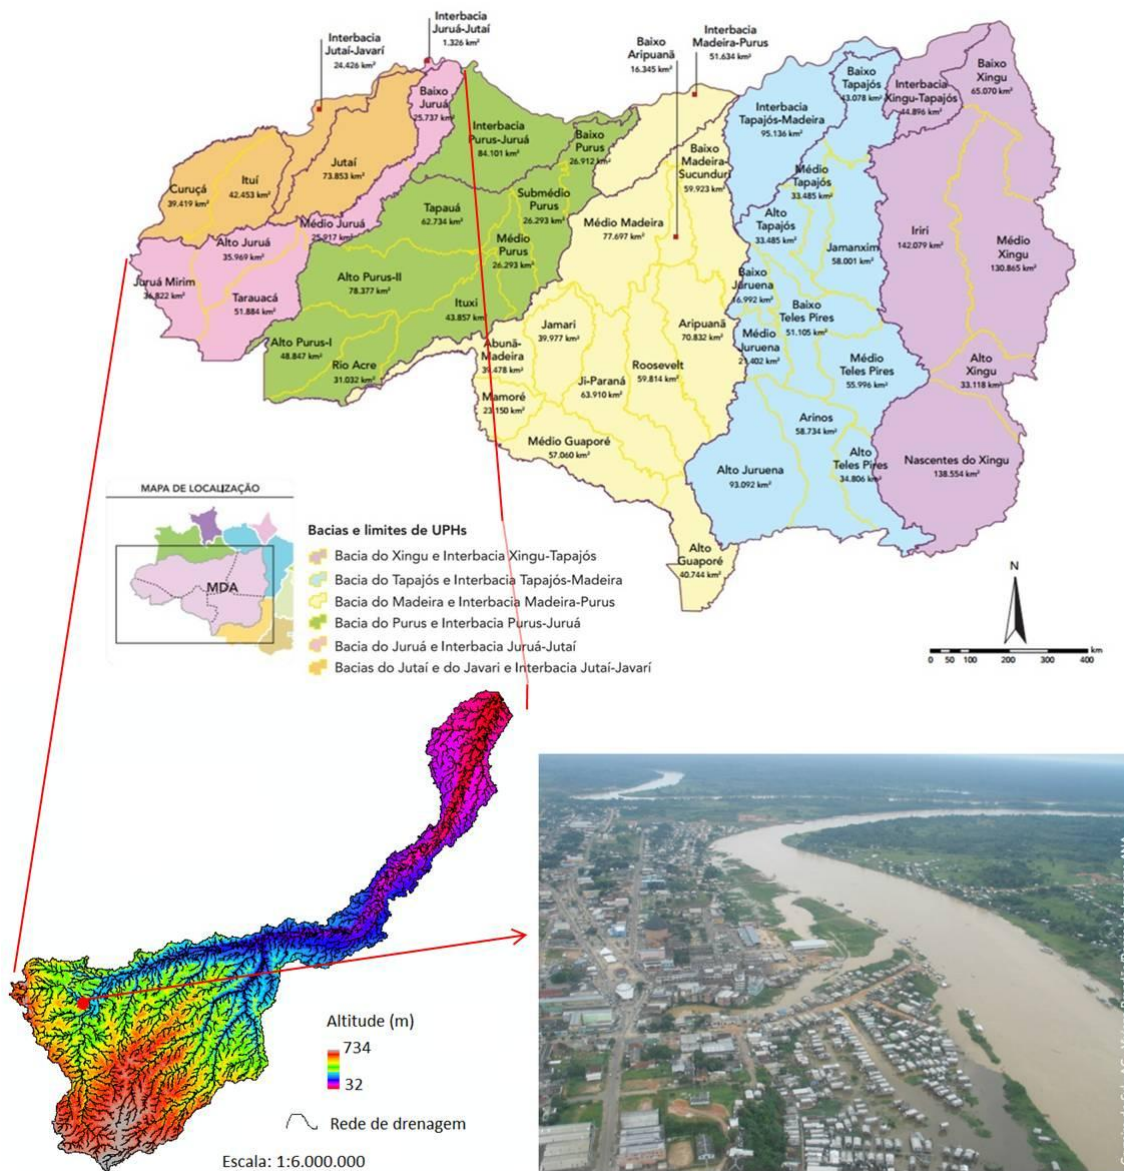 Interbacia
Jutaí-Javarí
24.426 km²
Interbacia
Juruá-Jutaí
1.326 km²
Baixo
Aripuanã
16.345 km²
Interbacia
Madeira-Purus
51.634 km²
Baixo
Juruá
25.737 km²
Interbacia
Purus-Juruá
84.101 km²
Baixo
Purus
26.912 km²
Baixo
Madeira-
Sucunduri
59.923 km²
Interbacia
Tapajós-Madeira
95.136 km²
Baixo
Tapajós
43.078 km²
Interbacia
Xingu-Tapajós
44.896 km²
Baixo
Xingu
65.070 km²
Curuçá
39.419 km²
Ituí
42.453 km²
Jutaí
73.853 km²
Médio Juruá
25.917 km²
Tapauá
62.734 km²
Submédio
Purus
26.293 km²
Médio
Purus
26.293 km²
Médio Madeira
77.697 km²
Médio
Tapajós
33.485 km²
Alto
Tapajós
33.485 km²
Jamanxim
58.001 km²
Iriri
142.079 km²
Médio
Xingu
130.865 km²
Alto Juruá
35.969 km²
Juruá Mirim
36.822 km²
Tarauacá
51.884 km²
Alto Purus-II
78.377 km²
Ituxi
43.857 km²
Alto Purus-I
48.847 km²
Rio Acre
31.032 km²
Abunã-
Madeira
39.478 km²
Jamari
39.977 km²
Aripuanã
70.832 km²
Roosevelt
59.814 km²
Ji-Paraná
63.910 km²
Mamoré
23.150 km²
Médio Guaporé
57.060 km²
Baixo
Juruena
16.992 km²
Baixo
Teles Pires
51.105 km²
Médio
Juruena
Médio
Teles Pires
55.996 km²
Alto
Xingu
33.118 km²
Arinos
58.734 km²
Alto Juruena
93.092 km²
Alto
Teles Pires
34.806 km²
Nascentes do Xingu
138.554 km²
Alto
Guaporé
40.744 km²
MAPA DE LOCALIZAÇÃO
MDA
Bacias e limites de UPHs
Bacia do Xingu e Interbacia Xingu-Tapajós
Bacia do Tapajós e Interbacia Tapajós-Madeira
Bacia do Madeira e Interbacia Madeira-Purus
Bacia do Purus e Interbacia Purus-Juruá
Bacia do Juruá e Interbacia Juruá-Jutaí
Bacias do Jutaí e do Javari e Interbacia Jutaí-Javarí
N
0 50 100 200 300 400 km
Altitude (m)
734
32
Rede de drenagem
Escala: 1:6.000.000